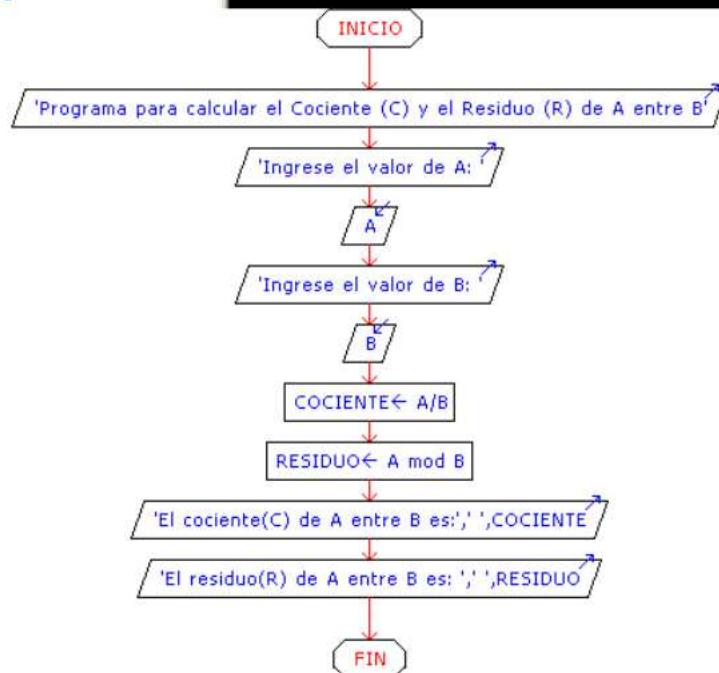 INICIO
'Programa para calcular el Cociente (C) y el Residuo (R) de A entre B'
'Ingrese el valor de A: '
A
'Ingrese el valor de B: '
B
COCIENTE← A/B
RESIDUO← A mod B
'El cociente(C) de A entre B es:',' ',COCIENTE
'El residuo(R) de A entre B es: ',' ',RESIDUO
FIN